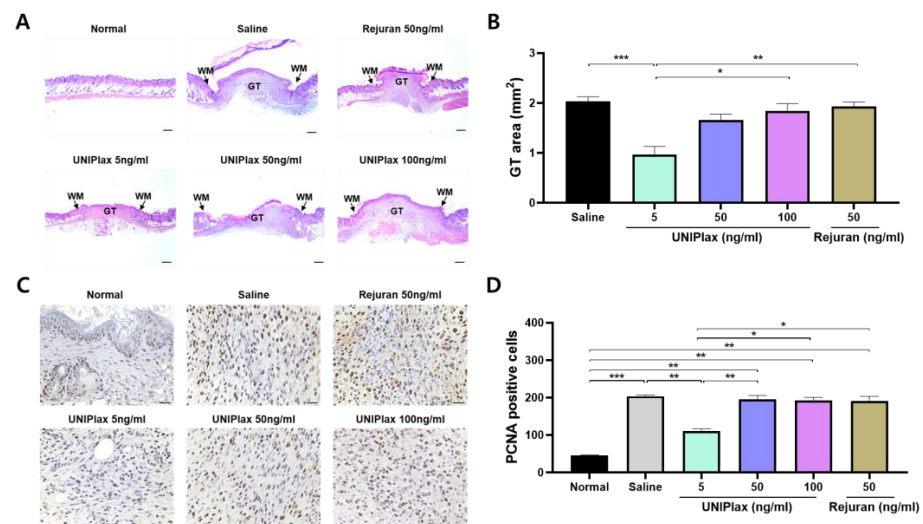 A
Normal
Saline
Rejuran 50ng/ml
WM
WM
GT
WM
WM
GT
UNIPlax 5ng/ml
UNIPlax 50ng/ml
UNIPlax 100ng/ml
WM
WM
GT
WM
WM
GT
WM
WM
GT
B
GT area (mm²)
3
2
1
0
***
**
*
Saline
5
50
100
50
UNIPlax (ng/ml)
Rejuran (ng/ml)
C
Normal
Saline
Rejuran 50ng/ml
UNIPlax 5ng/ml
UNIPlax 50ng/ml
UNIPlax 100ng/ml
D
PCNA positive cells
400
300
200
100
0
*
*
**
**
**
***
**
**
Normal
Saline
5
50
100
50
UNIPlax (ng/ml)
Rejuran (ng/ml)